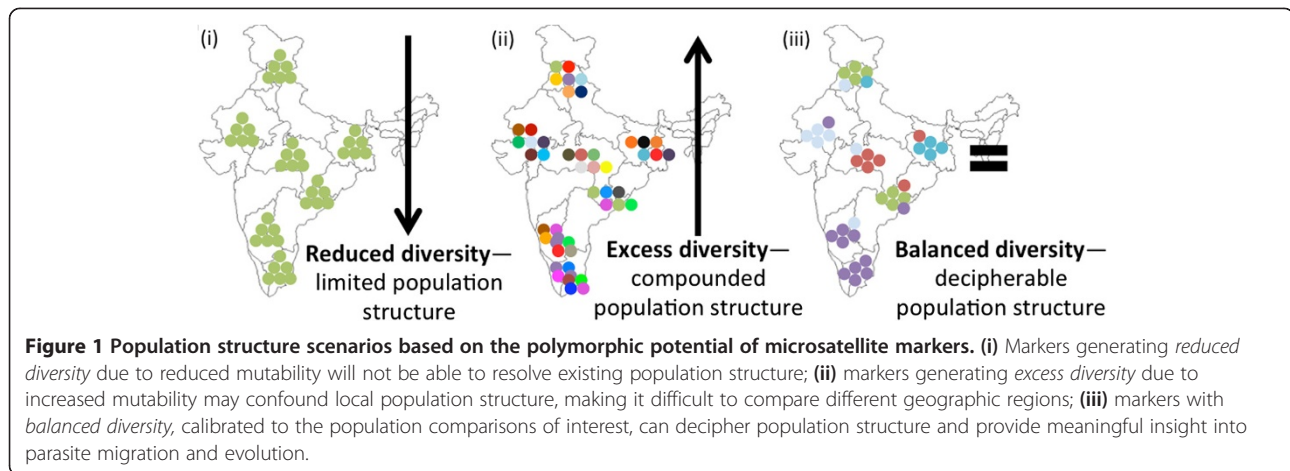 (i)
Reduced diversity—
limited population
structure
(ii)
Excess diversity—
compounded
population structure
(iii)
Balanced diversity—
decipherable
population structure
Figure 1 Population structure scenarios based on the polymorphic potential of microsatellite markers. (i) Markers generating reduced
diversity due to reduced mutability will not be able to resolve existing population structure; (ii) markers generating excess diversity due to
increased mutability may confound local population structure, making it difficult to compare different geographic regions; (iii) markers with
balanced diversity, calibrated to the population comparisons of interest, can decipher population structure and provide meaningful insight into
parasite migration and evolution.